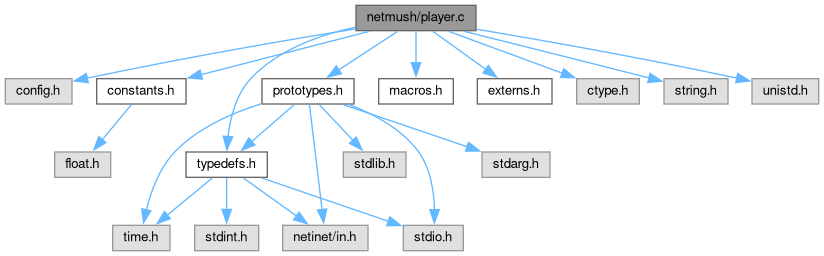 netmush/player.c
config.h
constants.h
prototypes.h
macros.h
externs.h
ctype.h
string.h
unistd.h
float.h
typedefs.h
stdlib.h
stdarg.h
time.h
stdint.h
netinet/in.h
stdio.h